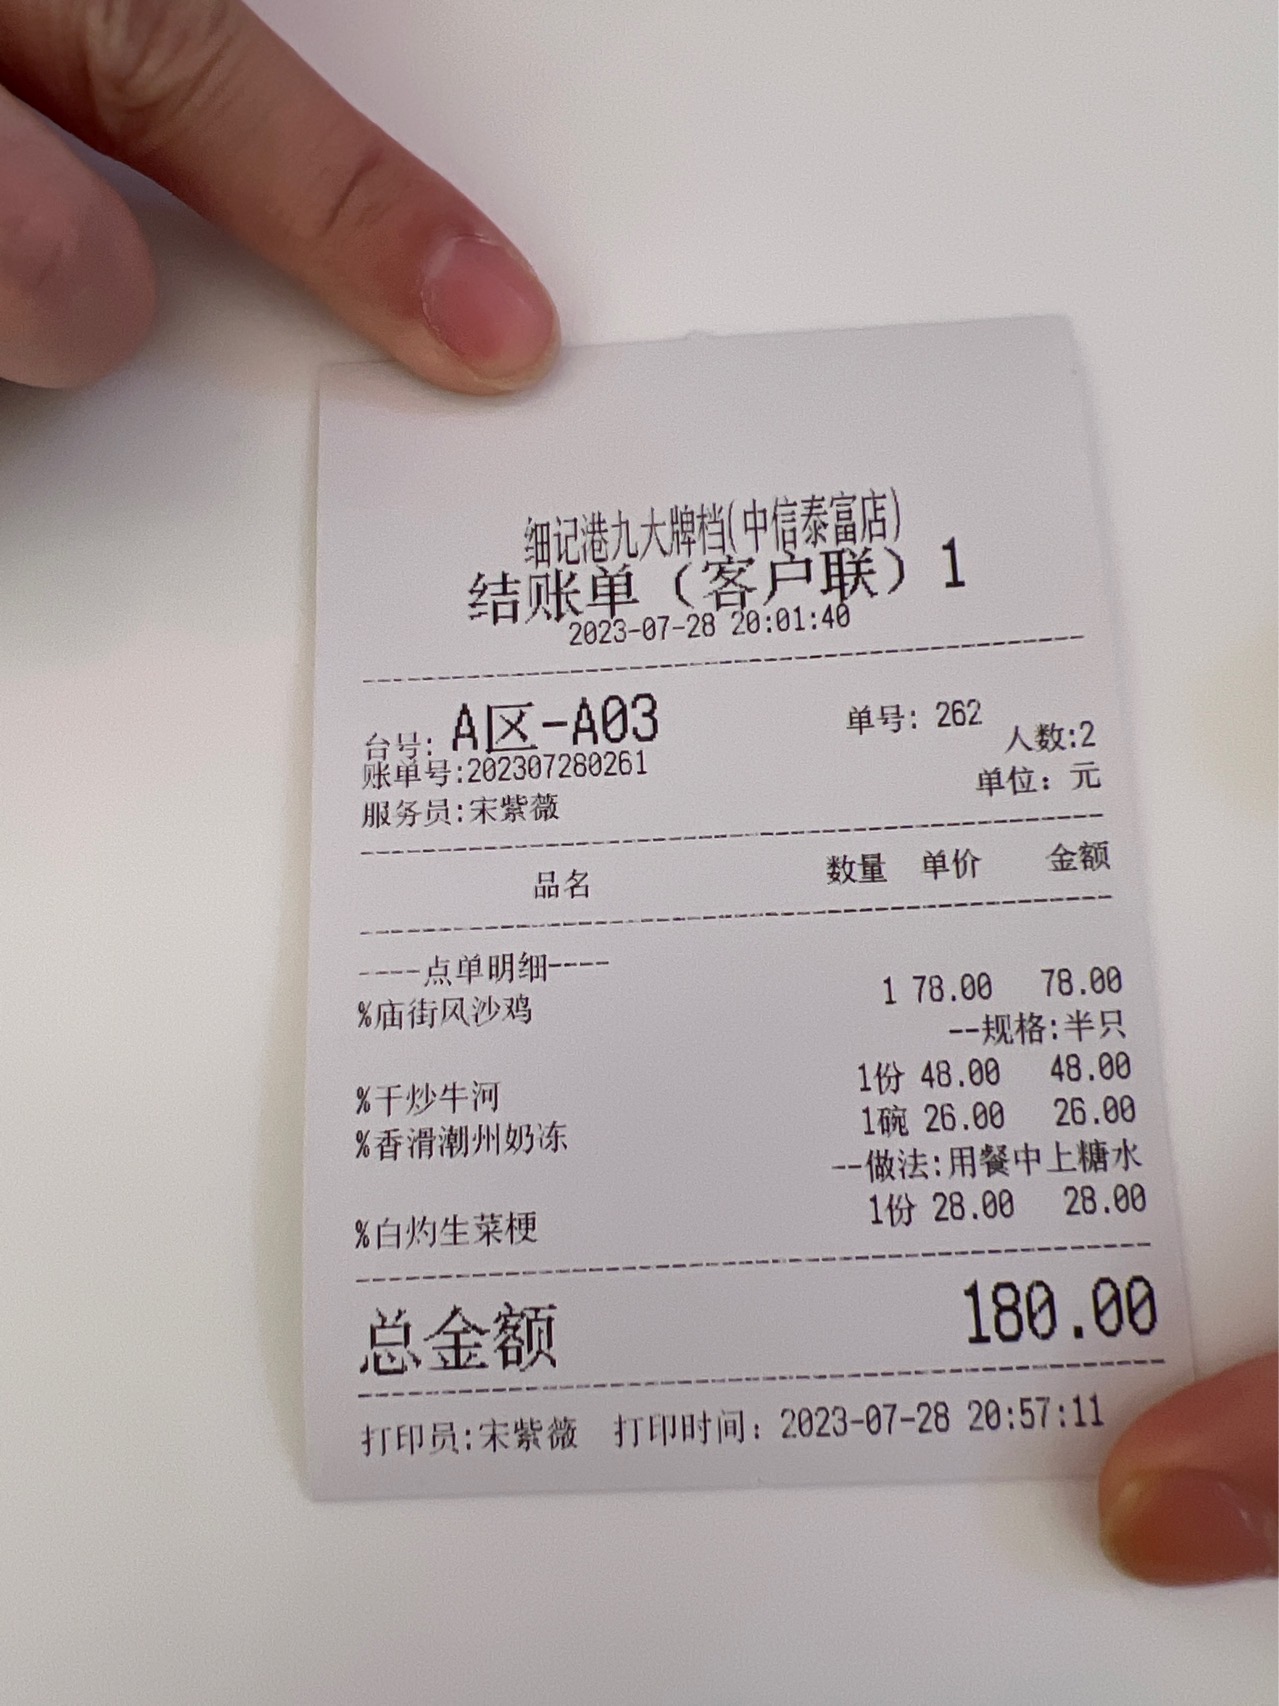 细记港九大牌档(中信泰富店)
结账单（客户联）1
2023-07-28 20:01:40
台号: A区-A03 单号: 262
人数:2
账单号:202307280261
单位: 元
服务员:宋紫薇
品名 数量 单价 金额
----点单明细----
%庙街风沙鸡 1 78.00 78.00
--规格:半只
%干炒牛河 1份 48.00 48.00
%香滑潮州奶冻 1碗 26.00 26.00
--做法:用餐中上糖水
%白灼生菜梗 1份 28.00 28.00
总金额 180.00
打印员:宋紫薇 打印时间: 2023-07-28 20:57:11